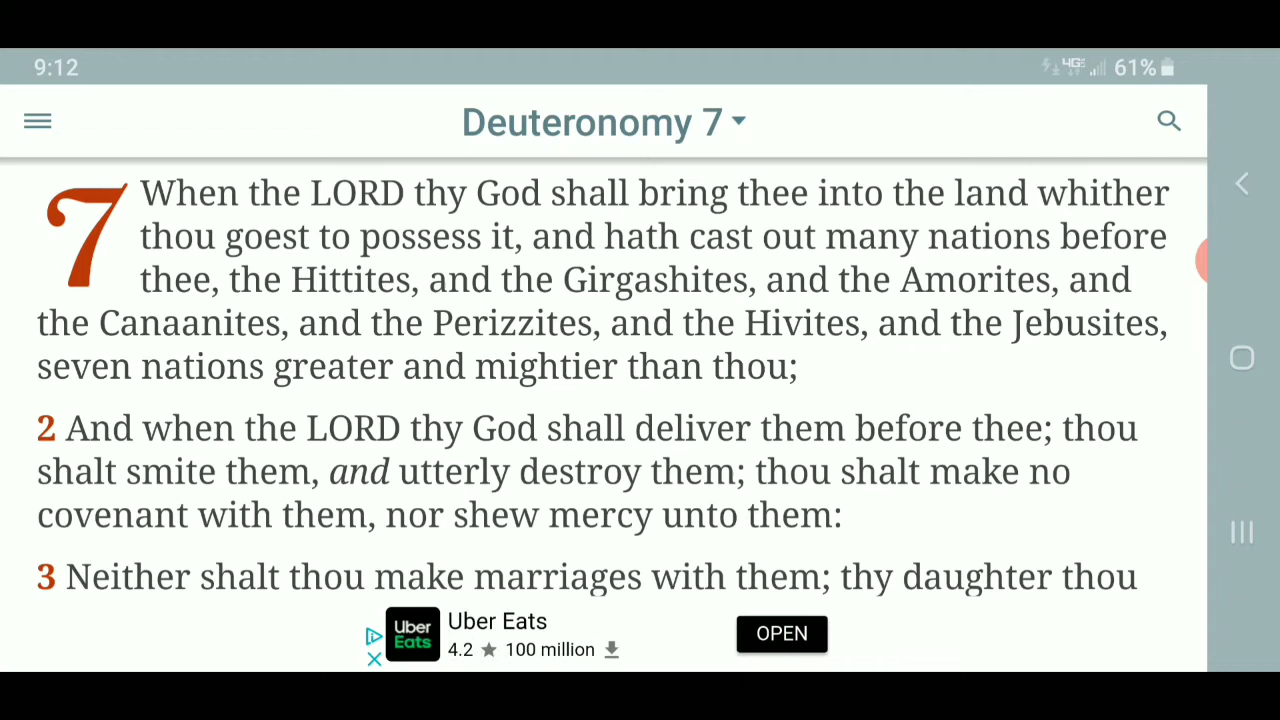 9:12
4G 61%
Deuteronomy 7
7 When the LORD thy God shall bring thee into the land whither
thou goest to possess it, and hath cast out many nations before
thee, the Hittites, and the Girgashites, and the Amorites, and
the Canaanites, and the Perizzites, and the Hivites, and the Jebusites,
seven nations greater and mightier than thou;
2 And when the LORD thy God shall deliver them before thee; thou
shalt smite them, and utterly destroy them; thou shalt make no
covenant with them, nor shew mercy unto them:
3 Neither shalt thou make marriages with them; thy daughter thou
Uber
Eats
Uber Eats
4.2 ★ 100 million
OPEN